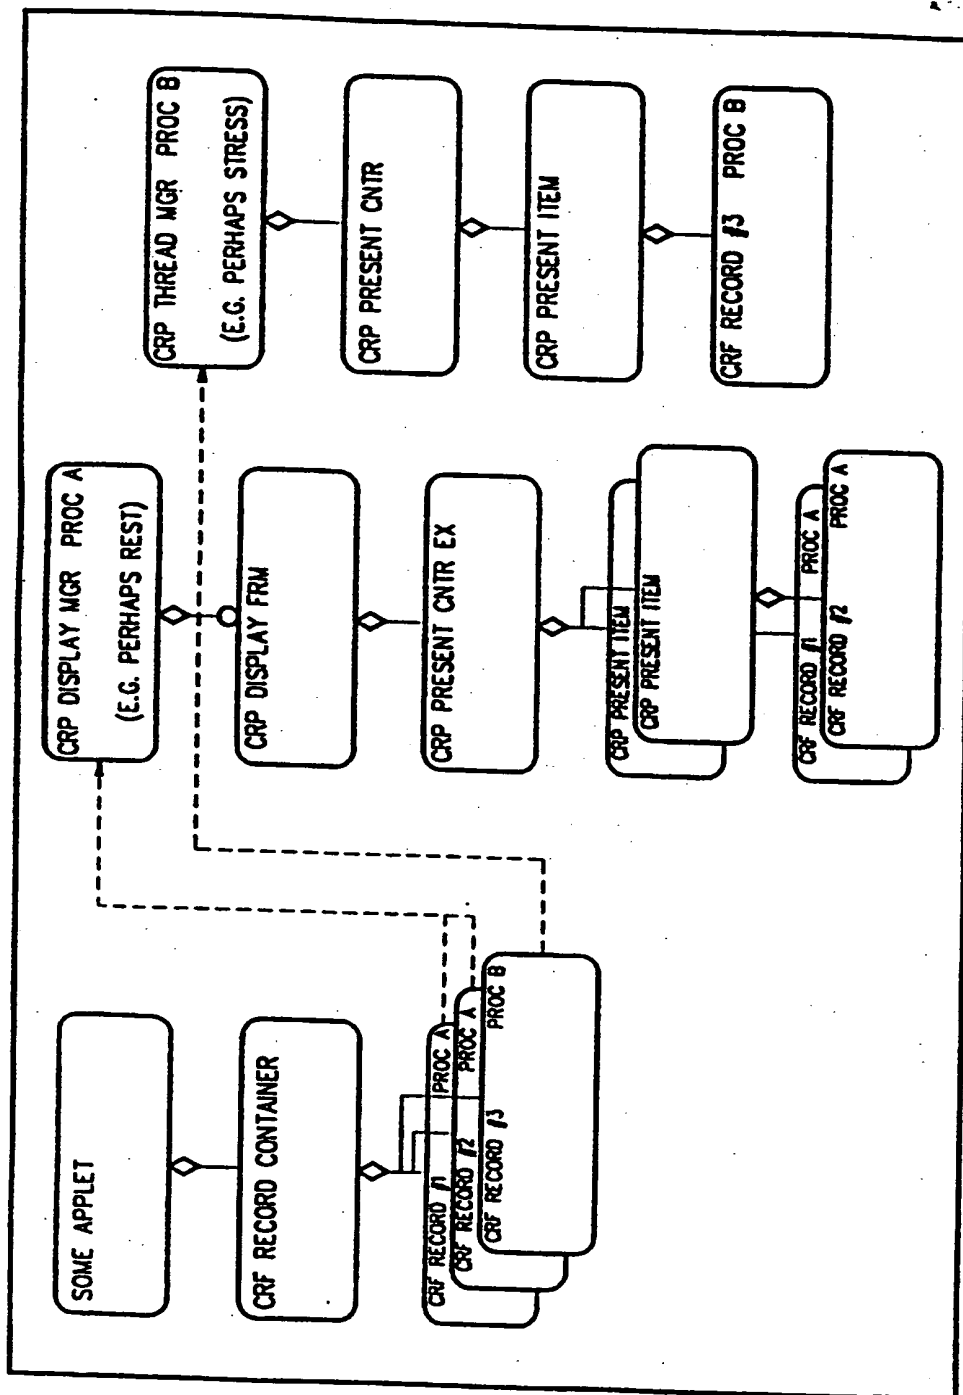 SOME APPLET
CRF RECORD CONTAINER
CRF RECORD #1 PROC A
CRF RECORD #2 PROC A
CRF RECORD #3 PROC B
CRP DISPLAY MGR PROC A
(E.G. PERHAPS REST)
CRP DISPLAY FRM
CRP PRESENT CNTR EX
CRP PRESENT ITEM
CRP PRESENT ITEM
CRF RECORD #1 PROC A
CRF RECORD #2 PROC A
CRP THREAD MGR PROC B
(E.G. PERHAPS STRESS)
CRP PRESENT CNTR
CRP PRESENT ITEM
CRF RECORD #3 PROC B